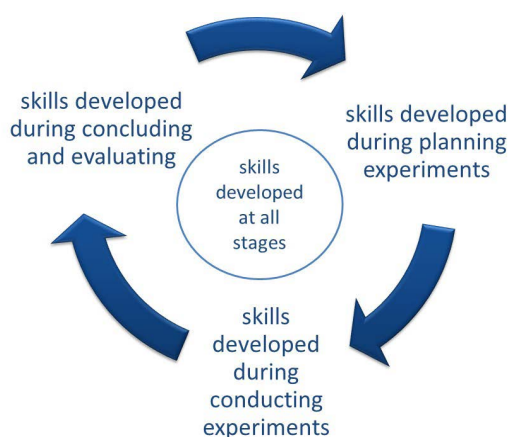 skills developed
during concluding
and evaluating
skills developed
during planning
experiments
skills
developed
at all
stages
skills
developed
during
conducting
experiments